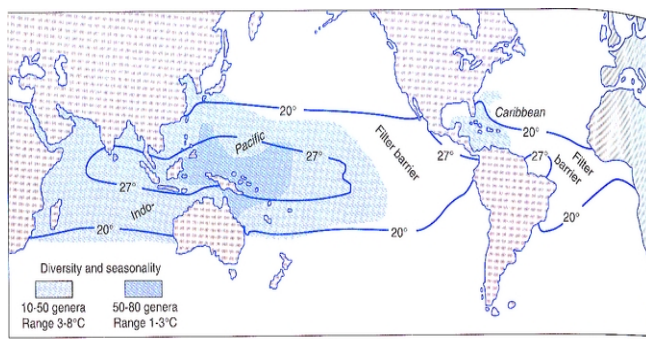 20°
Caribbean
20°
Pacific
27°
Filter barrier
27°
27°
Filter
barrier
27°
Indo-
20°
20°
20°
Diversity and seasonality
10-50 genera
Range 3-8°C
50-80 genera
Range 1-3°C